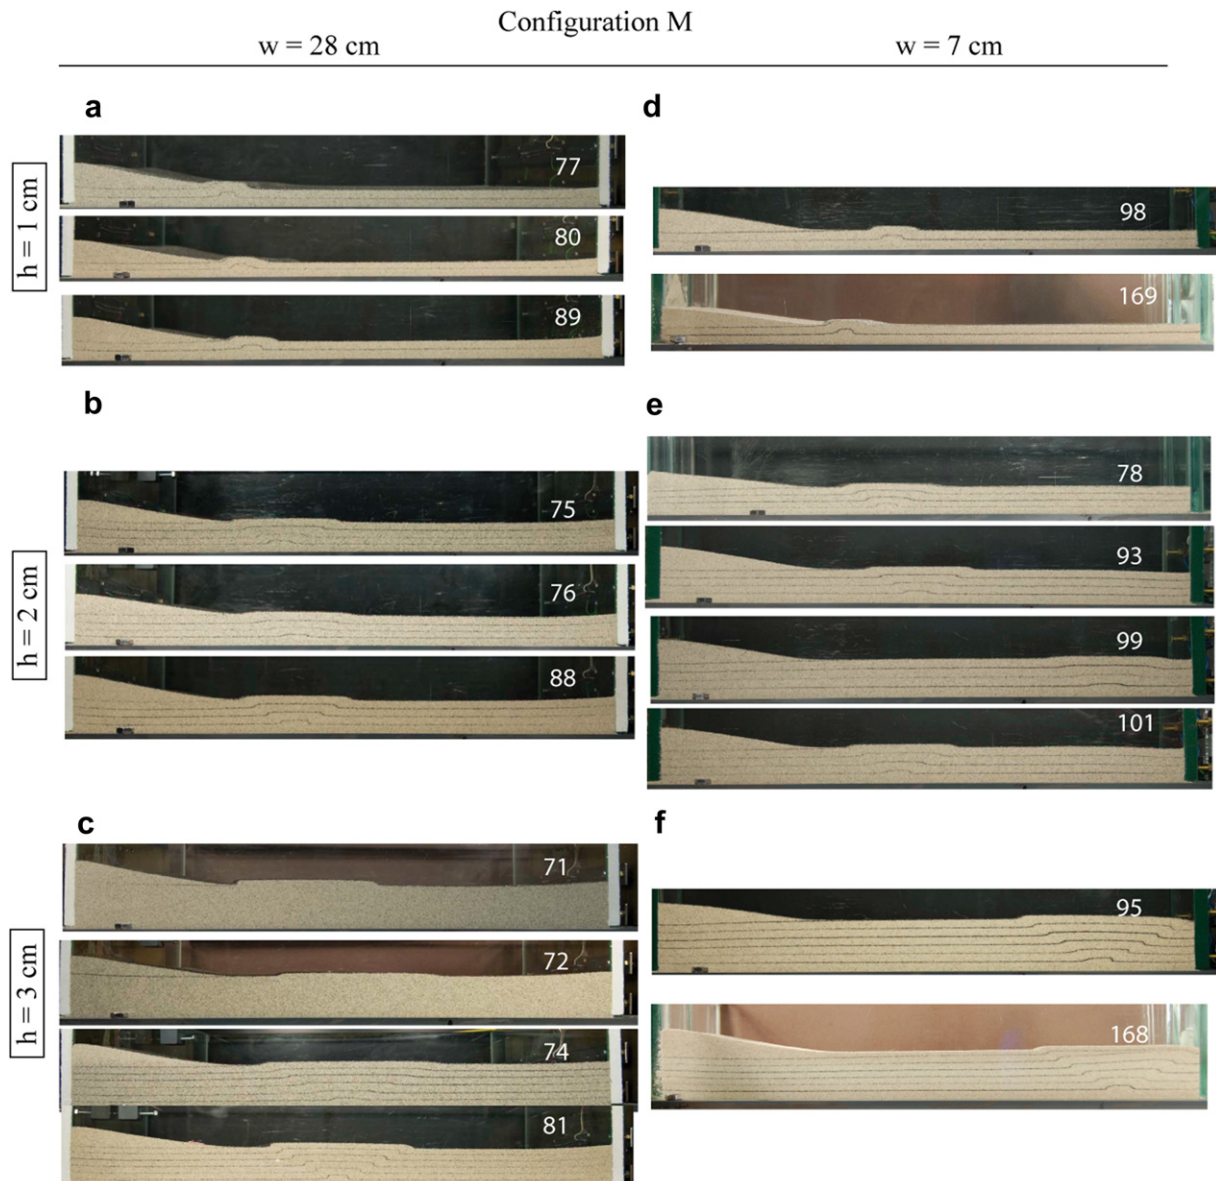 Configuration M
w = 28 cm
w = 7 cm
a
d
h = 1 cm
77
80
89
98
169
b
e
h = 2 cm
75
76
88
78
93
99
101
c
f
h = 3 cm
71
72
74
81
95
168